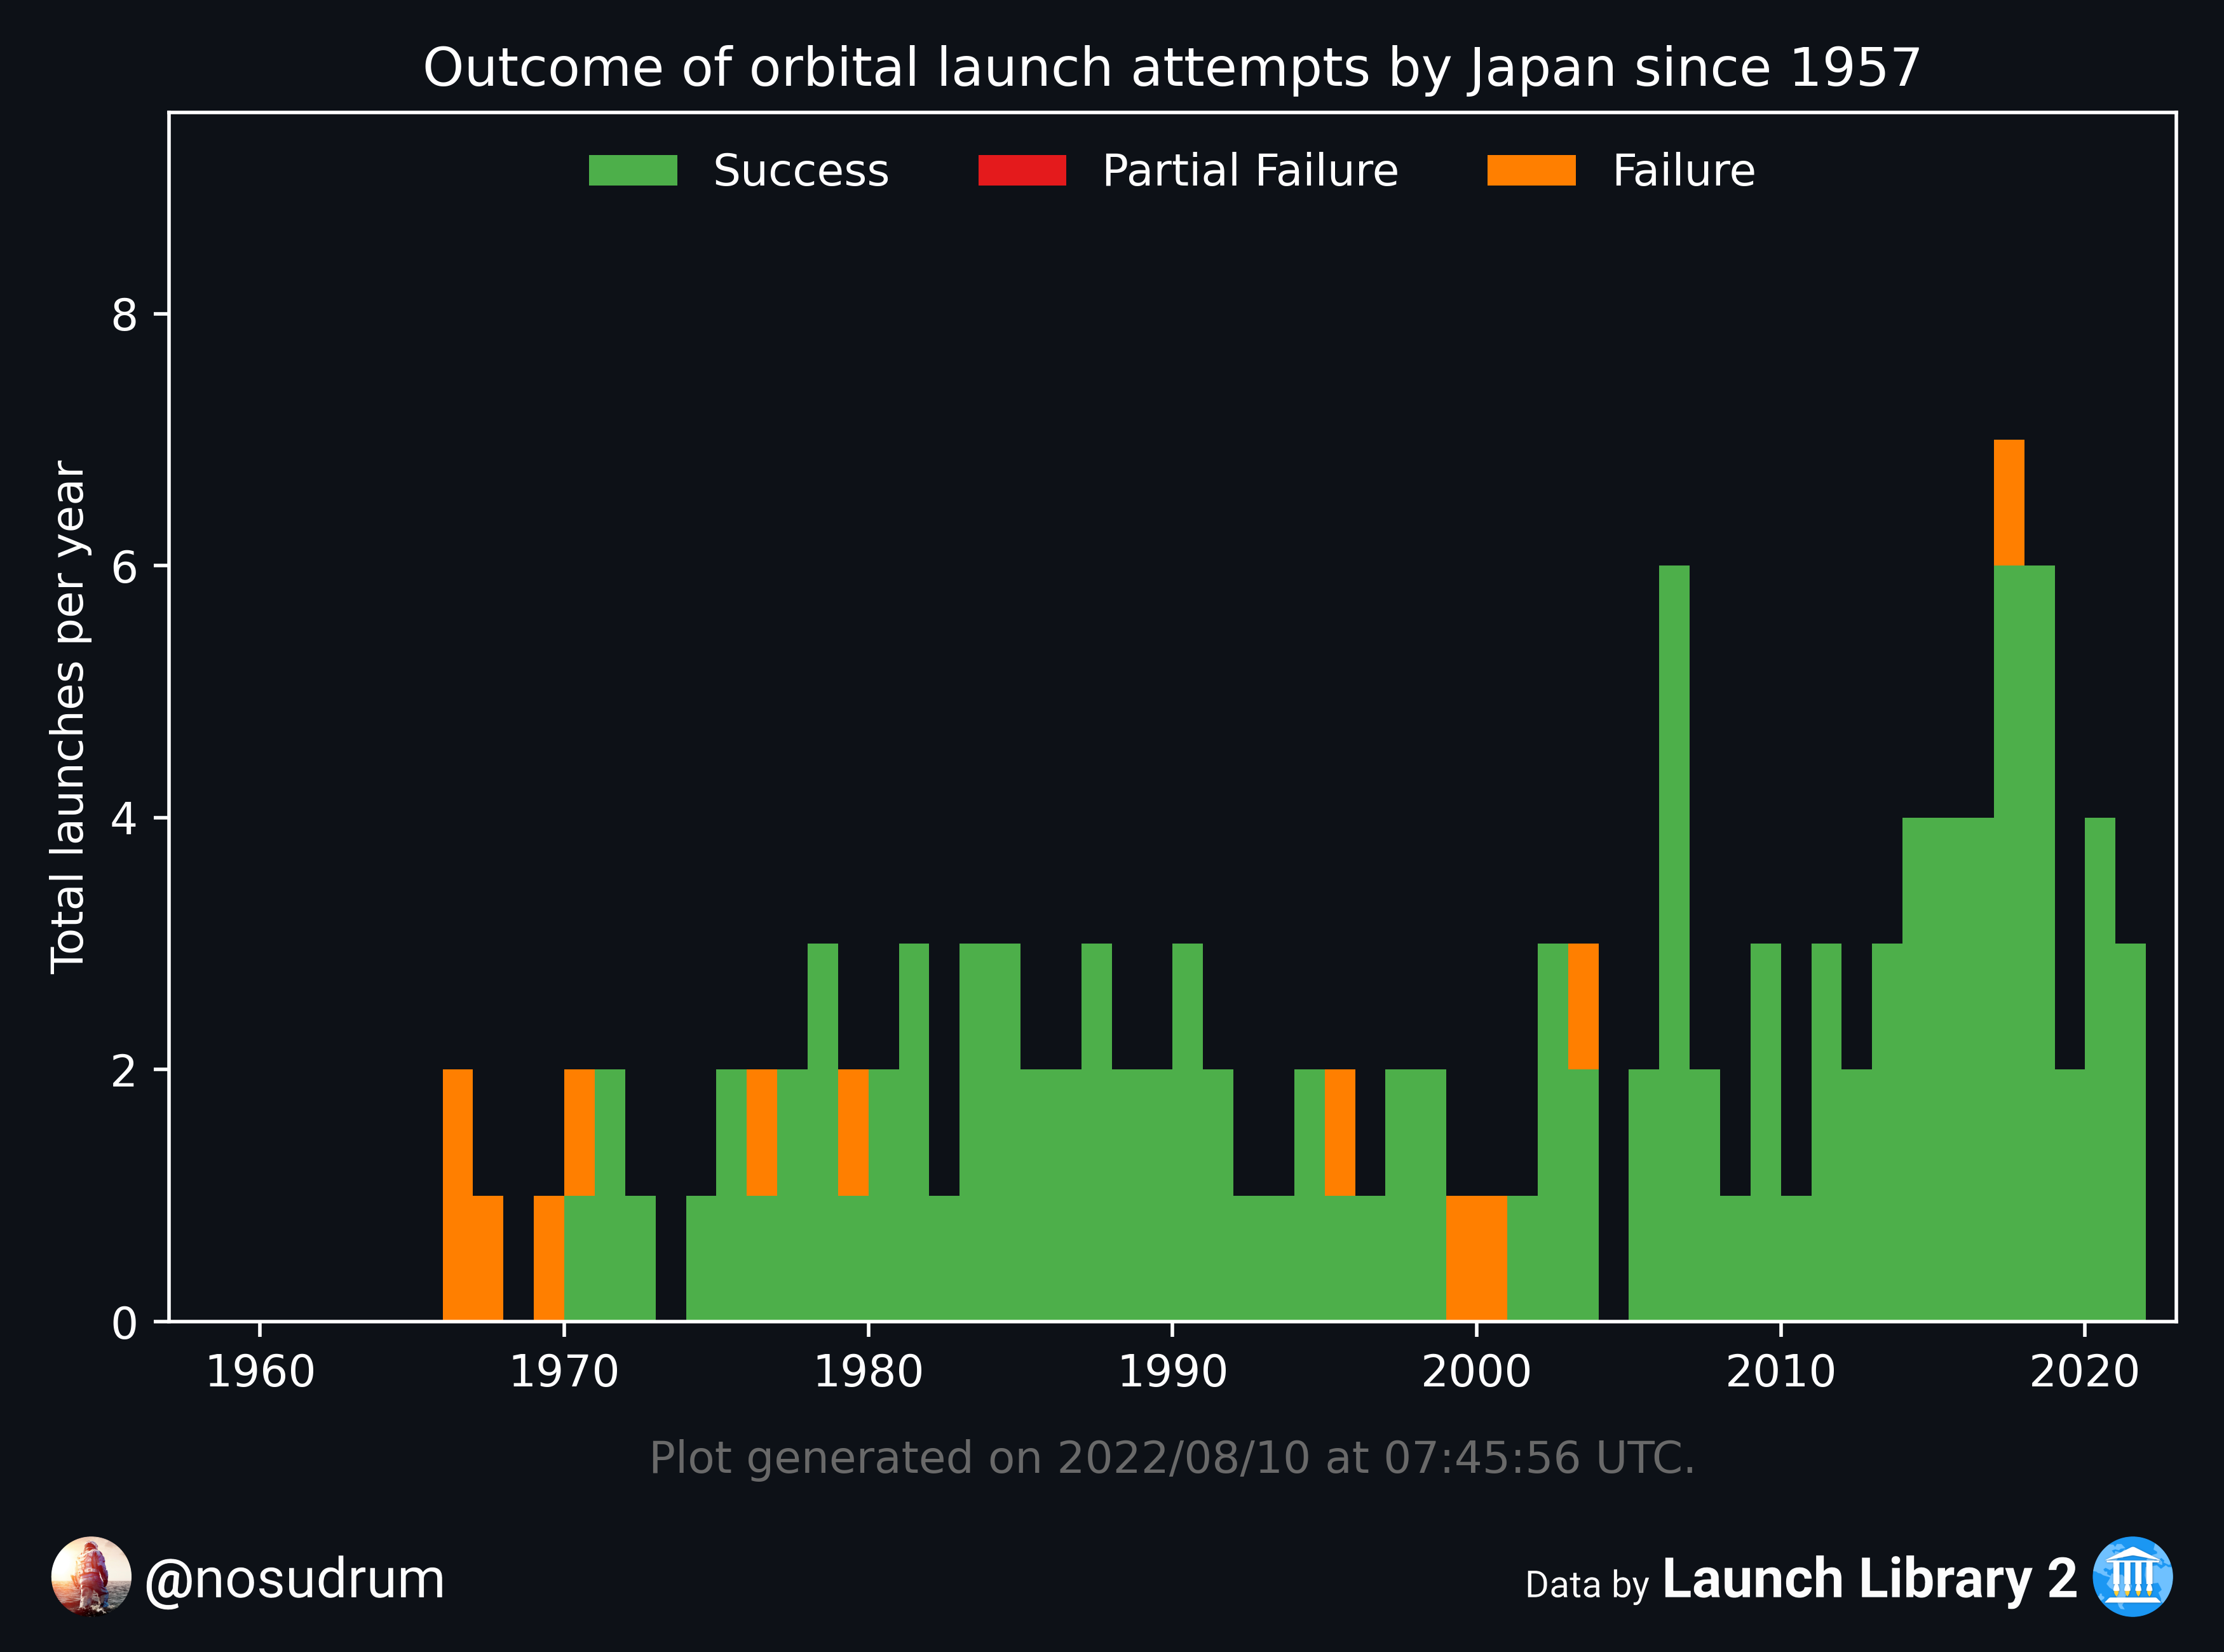 Outcome of orbital launch attempts by Japan since 1957
Success Partial Failure Failure
Total launches per year
8
6
4
2
0
1960 1970 1980 1990 2000 2010 2020
Plot generated on 2022/08/10 at 07:45:56 UTC.
@nosudrum
Data by Launch Library 2